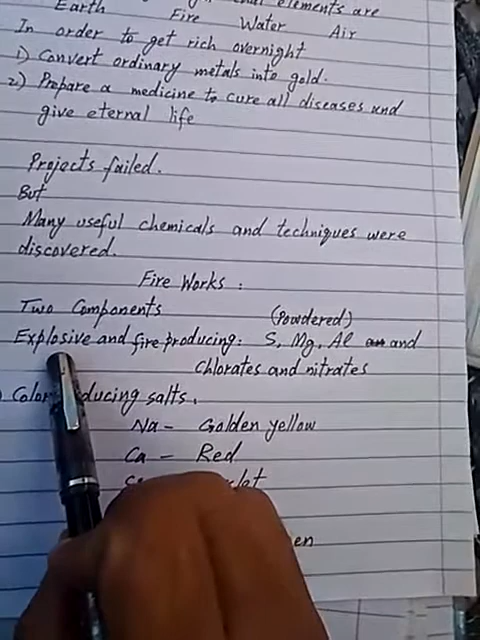 elements are
Earth Fire Water Air
In order to get rich overnight
1) Convert ordinary metals into gold.
2) Prepare a medicine to cure all diseases and
give eternal life
Projects failed.
But
Many useful chemicals and techniques were
discovered.
Fire Works :
Two Components (Powdered)
Explosive and fire producing: S, Mg, Al and
Chlorates and nitrates
salts.
Na - Golden yellow
Ca - Red